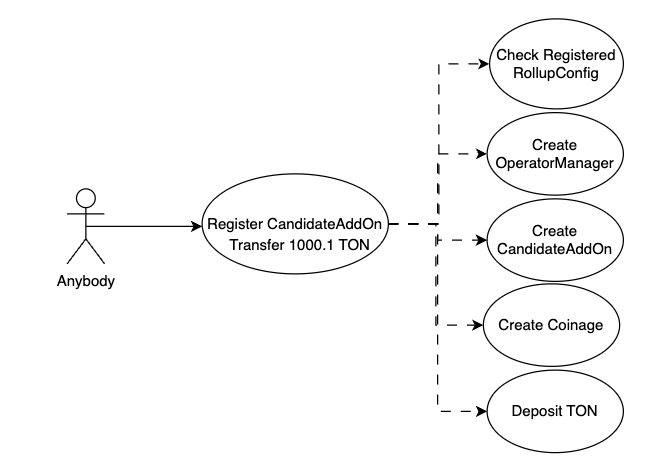 Anybody
Register CandidateAddOn
Transfer 1000.1 TON
Check Registered
RollupConfig
Create
OperatorManager
Create
CandidateAddOn
Create Coinage
Deposit TON